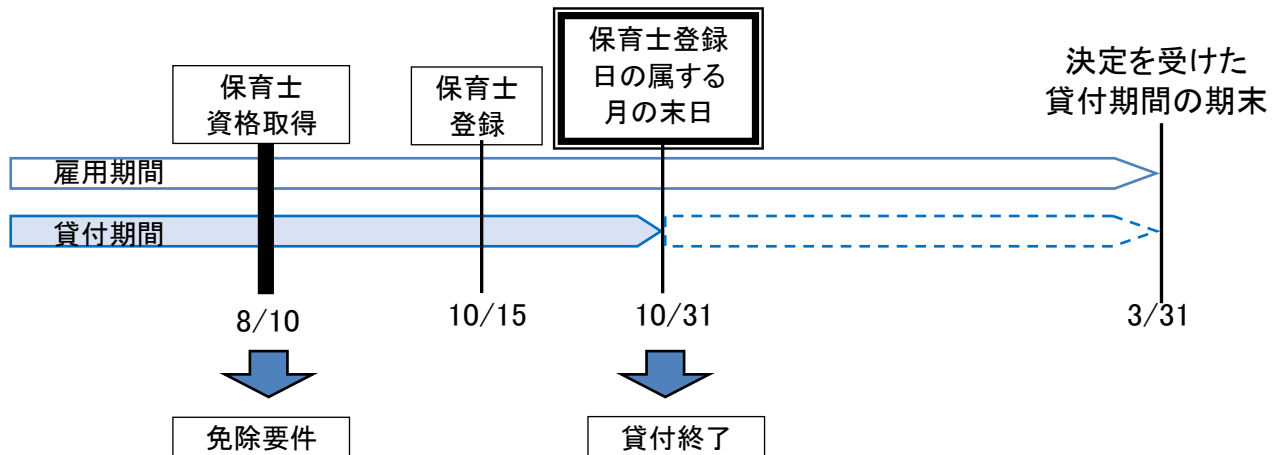 保育士登録
日の属する
月の末日
決定を受けた
貸付期間の期末
保育士
資格取得
保育士
登録
雇用期間
貸付期間
8/10
10/15
10/31
3/31
免除要件
貸付終了